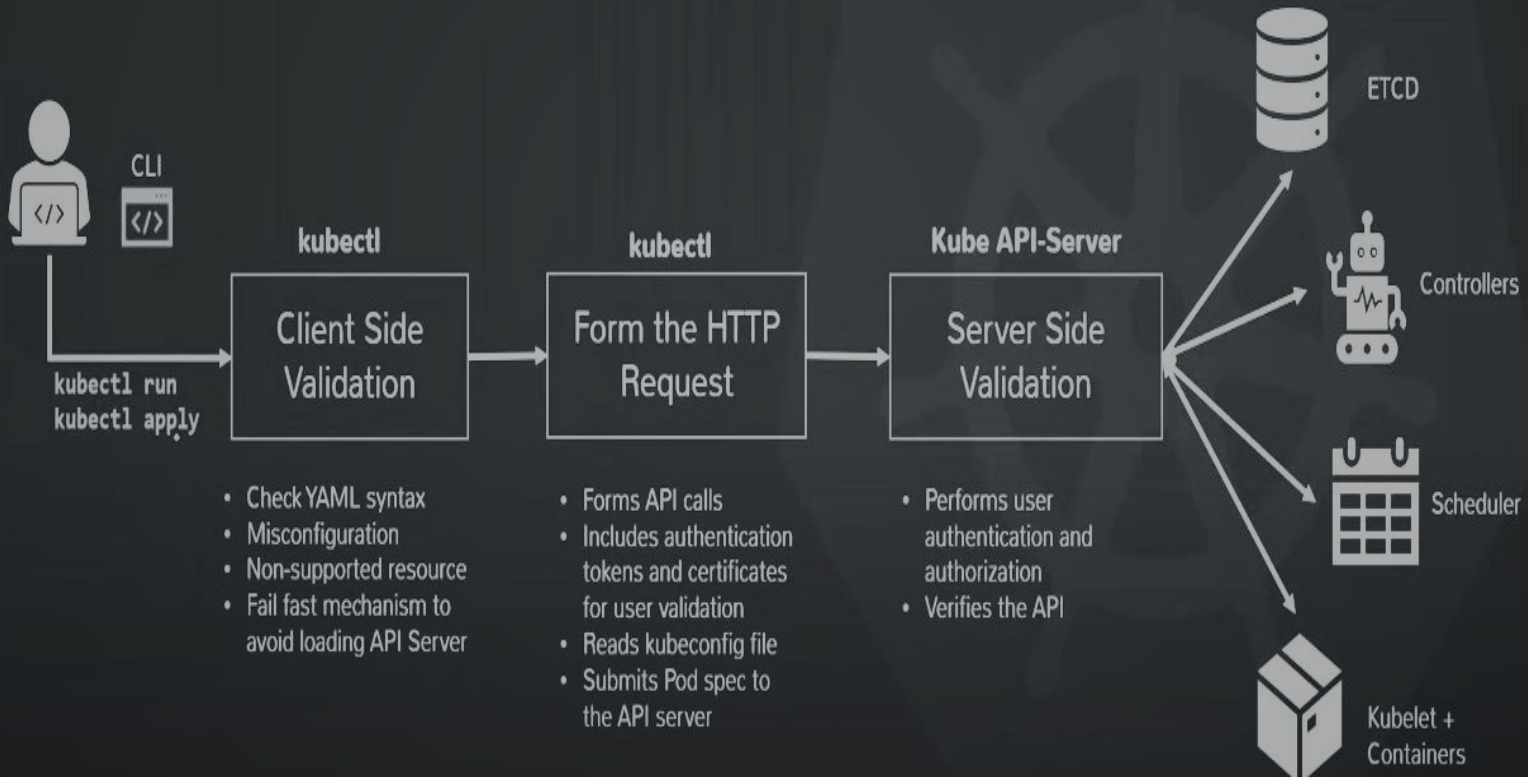 CLI
</>
</>
kubectl run
kubectl apply
kubectl
Client Side
Validation
• Check YAML syntax
• Misconfiguration
• Non-supported resource
• Fail fast mechanism to
avoid loading API Server
kubectl
Form the HTTP
Request
• Forms API calls
• Includes authentication
tokens and certificates
for user validation
• Reads kubeconfig file
• Submits Pod spec to
the API server
Kube API-Server
Server Side
Validation
• Performs user
authentication and
authorization
• Verifies the API
ETCD
Controllers
Scheduler
Kubelet +
Containers